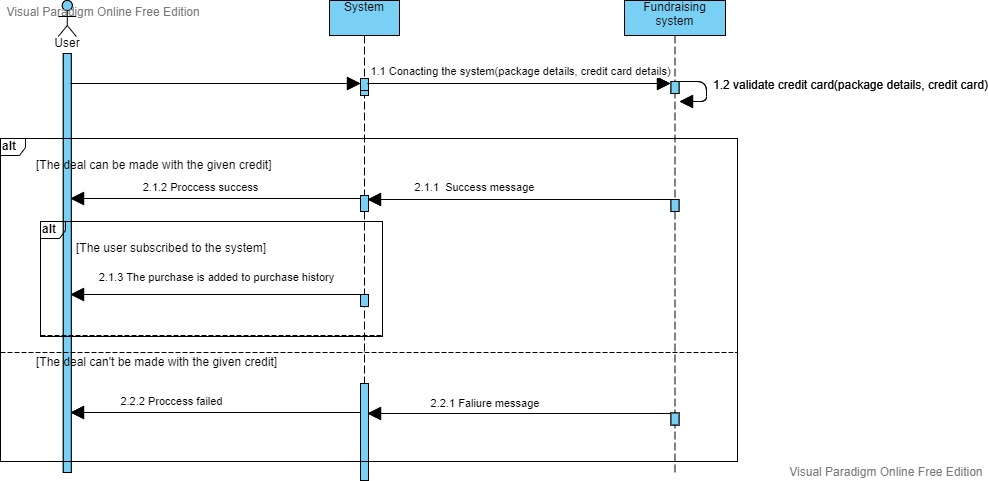 Visual Paradigm Online Free Edition
User
System
Fundraising
system
1.1 Conacting the system(package details, credit card details)
1.2 validate credit card(package details, credit card)
alt
[The deal can be made with the given credit]
2.1.2 Proccess success
2.1.1 Success message
alt
[The user subscribed to the system]
2.1.3 The purchase is added to purchase history
[The deal can't be made with the given credit]
2.2.2 Proccess failed
2.2.1 Faliure message
Visual Paradigm Online Free Edition